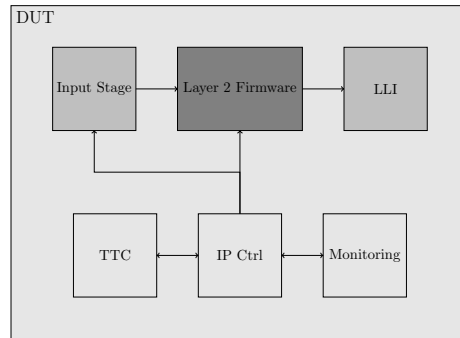 DUT
Input Stage
Layer 2 Firmware
LLI
TTC
IP Ctrl
Monitoring